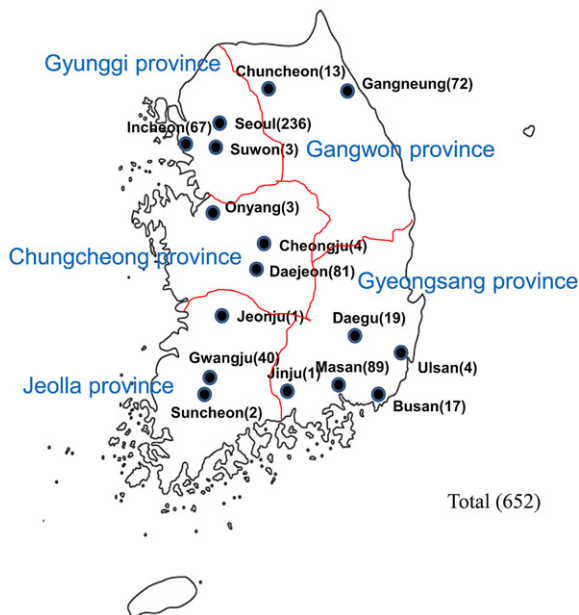 Gyunggi province
Chuncheon(13)
Gangneung(72)
Incheon(67)
Seoul(236)
Suwon(3)
Gangwon province
Onyang(3)
Cheongju(4)
Chungcheong province
Daejeon(81)
Gyeongsang province
Jeonju(1)
Daegu(19)
Gwangju(40)
Jinju(1)
Masan(89)
Ulsan(4)
Jeolla province
Suncheon(2)
Busan(17)
Total (652)